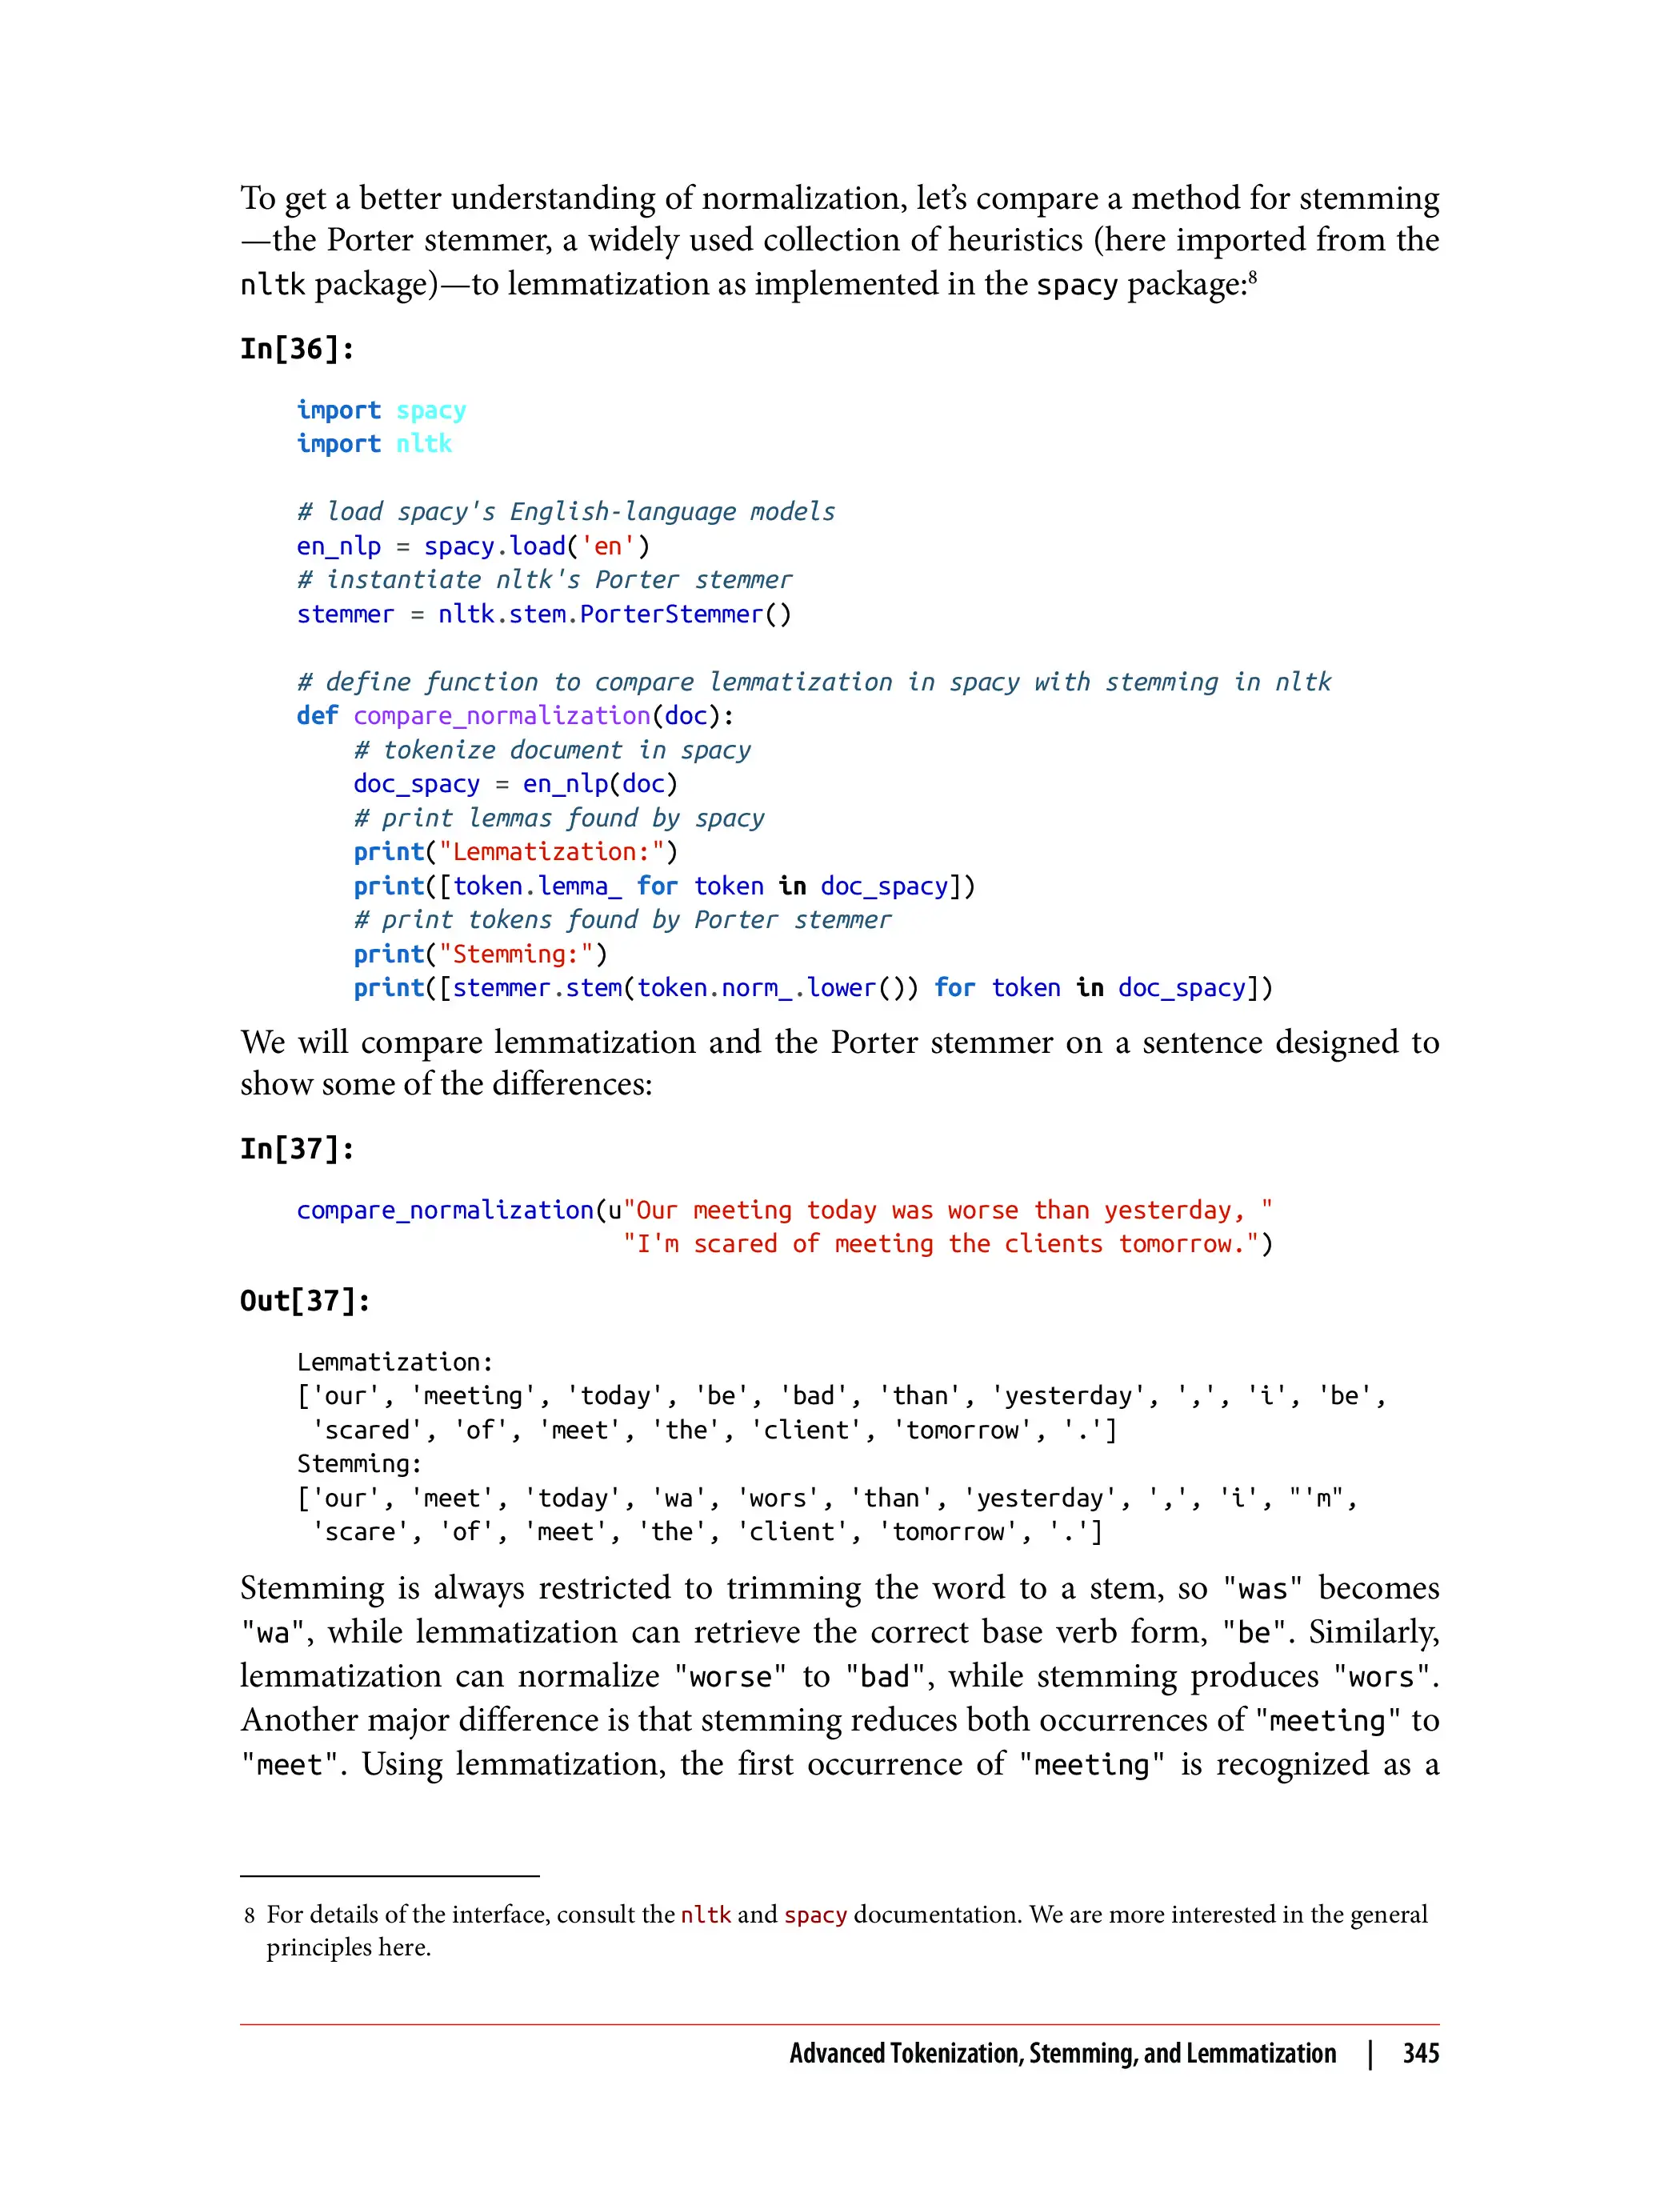 To get a better understanding of normalization, let’s compare a method for stemming
—the Porter stemmer, a widely used collection of heuristics (here imported from the
nltk package)—to lemmatization as implemented in the spacy package:8
In[36]:
import spacy
import nltk
# load spacy's English-language models
en_nlp = spacy.load('en')
# instantiate nltk's Porter stemmer
stemmer = nltk.stem.PorterStemmer()
# define function to compare lemmatization in spacy with stemming in nltk
def compare_normalization(doc):
    # tokenize document in spacy
    doc_spacy = en_nlp(doc)
    # print lemmas found by spacy
    print("Lemmatization:")
    print([token.lemma_ for token in doc_spacy])
    # print tokens found by Porter stemmer
    print("Stemming:")
    print([stemmer.stem(token.norm_.lower()) for token in doc_spacy])
We will compare lemmatization and the Porter stemmer on a sentence designed to
show some of the differences:
In[37]:
compare_normalization(u"Our meeting today was worse than yesterday, "
                       "I'm scared of meeting the clients tomorrow.")
Out[37]:
Lemmatization:
['our', 'meeting', 'today', 'be', 'bad', 'than', 'yesterday', ',', 'i', 'be',
 'scared', 'of', 'meet', 'the', 'client', 'tomorrow', '.']
Stemming:
['our', 'meet', 'today', 'wa', 'wors', 'than', 'yesterday', ',', 'i', "'m",
 'scare', 'of', 'meet', 'the', 'client', 'tomorrow', '.']
Stemming is always restricted to trimming the word to a stem, so "was" becomes
"wa", while lemmatization can retrieve the correct base verb form, "be". Similarly,
lemmatization can normalize "worse" to "bad", while stemming produces "wors".
Another major difference is that stemming reduces both occurrences of "meeting" to
"meet". Using lemmatization, the first occurrence of "meeting" is recognized as a
8 For details of the interface, consult the nltk and spacy documentation. We are more interested in the general
principles here.
Advanced Tokenization, Stemming, and Lemmatization | 345